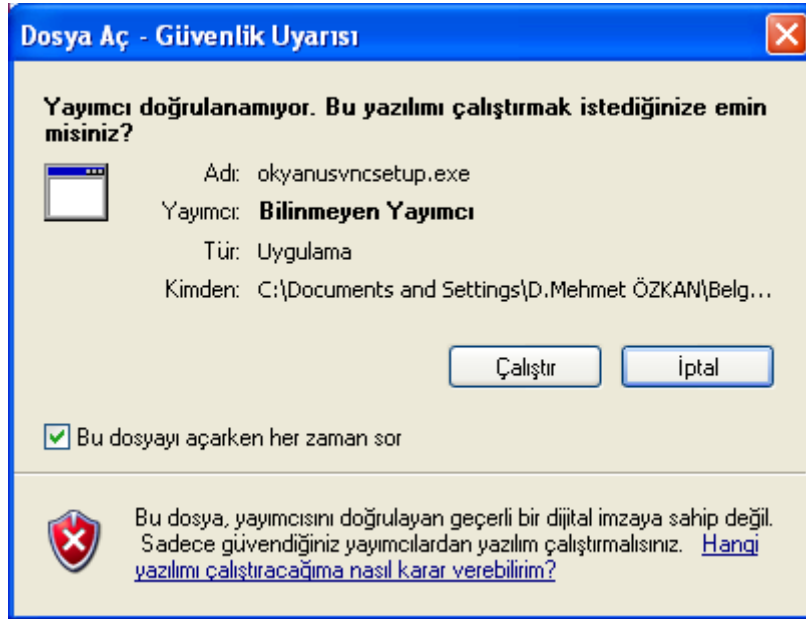 Dosya Aç - Güvenlik Uyarısı
Yayımcı doğrulanamıyor. Bu yazılımı çalıştırmak istediğinize emin
misiniz?
Adı: okyanusvncsetup.exe
Yayımcı: Bilinmeyen Yayımcı
Tür: Uygulama
Kimden: C:\Documents and Settings\D.Mehmet ÖZKAN\Belg...
Çalıştır
İptal
Bu dosyayı açarken her zaman sor
Bu dosya, yayımcısını doğrulayan geçerli bir dijital imzaya sahip değil.
Sadece güvendiğiniz yayımcılardan yazılım çalıştırmalısınız. Hangi
yazılımı çalıştıracağıma nasıl karar verebilirim?